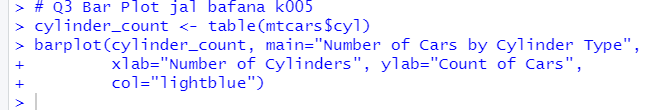 > # Q3 Bar Plot jal bafana k005
> cylinder_count <- table(mtcars$cyl)
> barplot(cylinder_count, main="Number of Cars by Cylinder Type",
+         xlab="Number of Cylinders", ylab="Count of Cars",
+         col="lightblue")
>